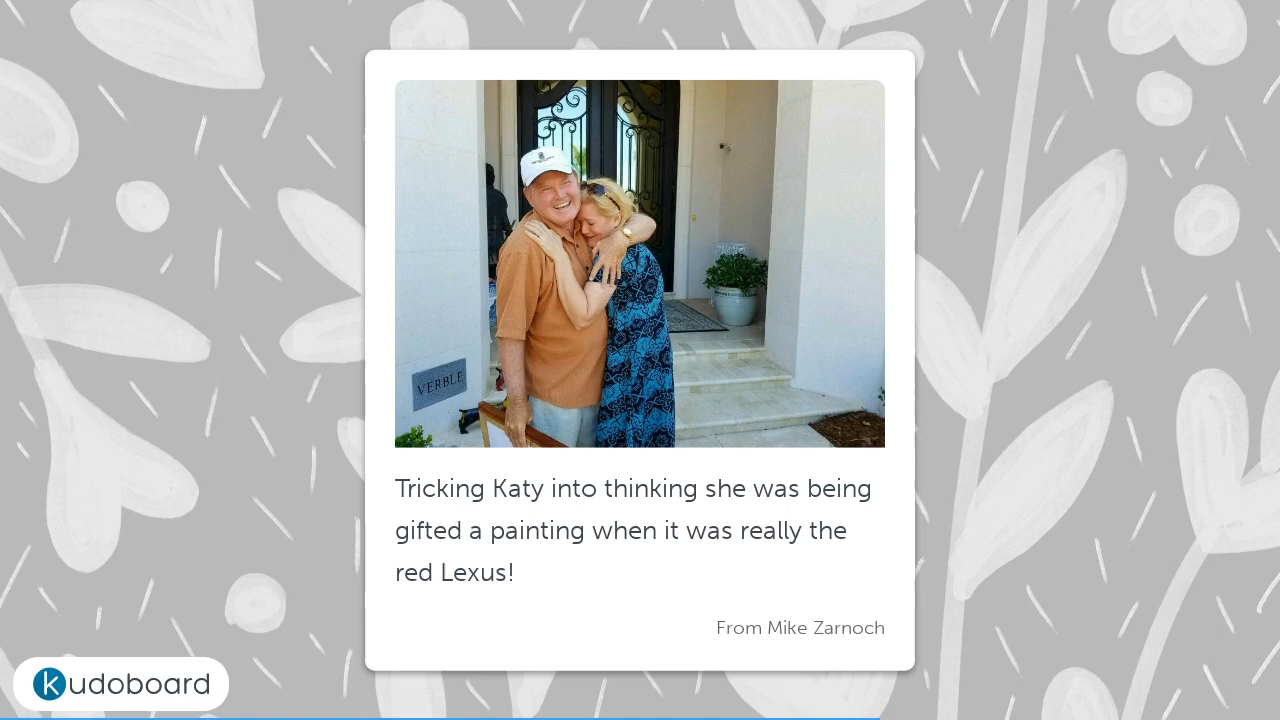 VERBLE
Tricking Katy into thinking she was being
gifted a painting when it was really the
red Lexus!
From Mike Zarnoch
kudoboard